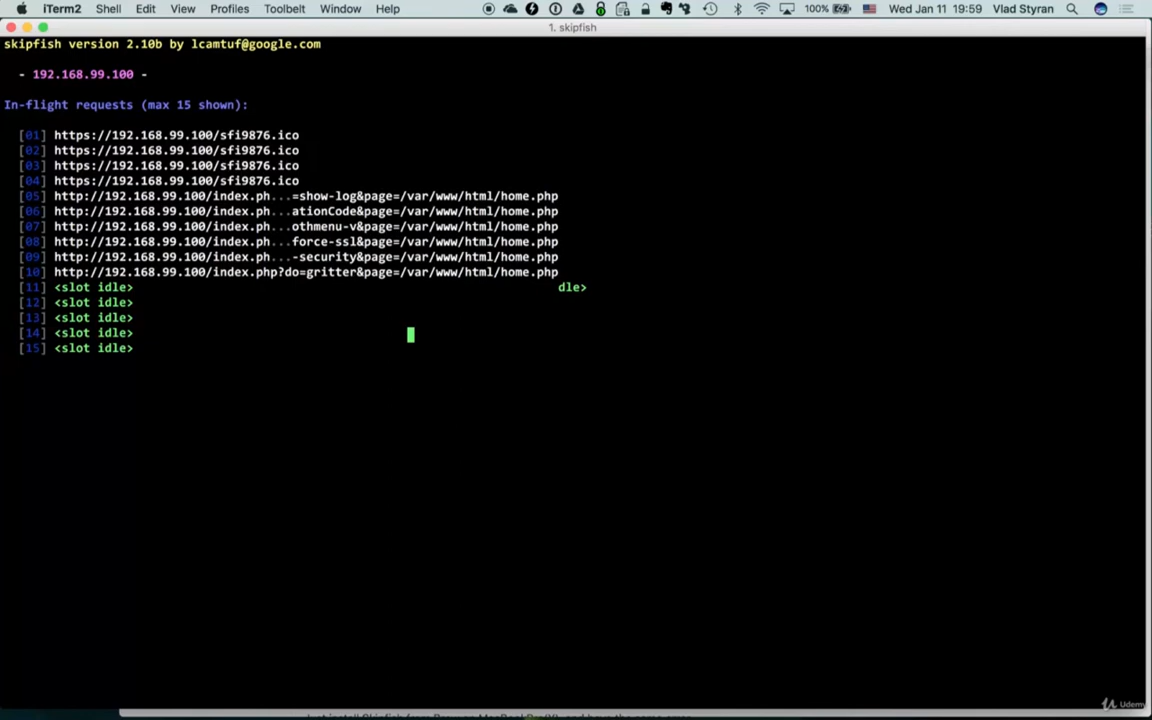 iTerm2 Shell Edit View Profiles Toolbelt Window Help 100% Wed Jan 11 19:59 Vlad Styran
1. skipfish
skipfish version 2.10b by lcamtuf@google.com
- 192.168.99.100 -
In-flight requests (max 15 shown):
[01] https://192.168.99.100/sfi9876.ico
[02] https://192.168.99.100/sfi9876.ico
[03] https://192.168.99.100/sfi9876.ico
[04] https://192.168.99.100/sfi9876.ico
[05] http://192.168.99.100/index.ph...=show-log&page=/var/www/html/home.php
[06] http://192.168.99.100/index.ph...ationCode&page=/var/www/html/home.php
[07] http://192.168.99.100/index.ph...othmenu-v&page=/var/www/html/home.php
[08] http://192.168.99.100/index.ph...force-ssl&page=/var/www/html/home.php
[09] http://192.168.99.100/index.ph...-security&page=/var/www/html/home.php
[10] http://192.168.99.100/index.php?do=gritter&page=/var/www/html/home.php
[11] <slot idle> dle>
[12] <slot idle>
[13] <slot idle>
[14] <slot idle>
[15] <slot idle>
Udemy